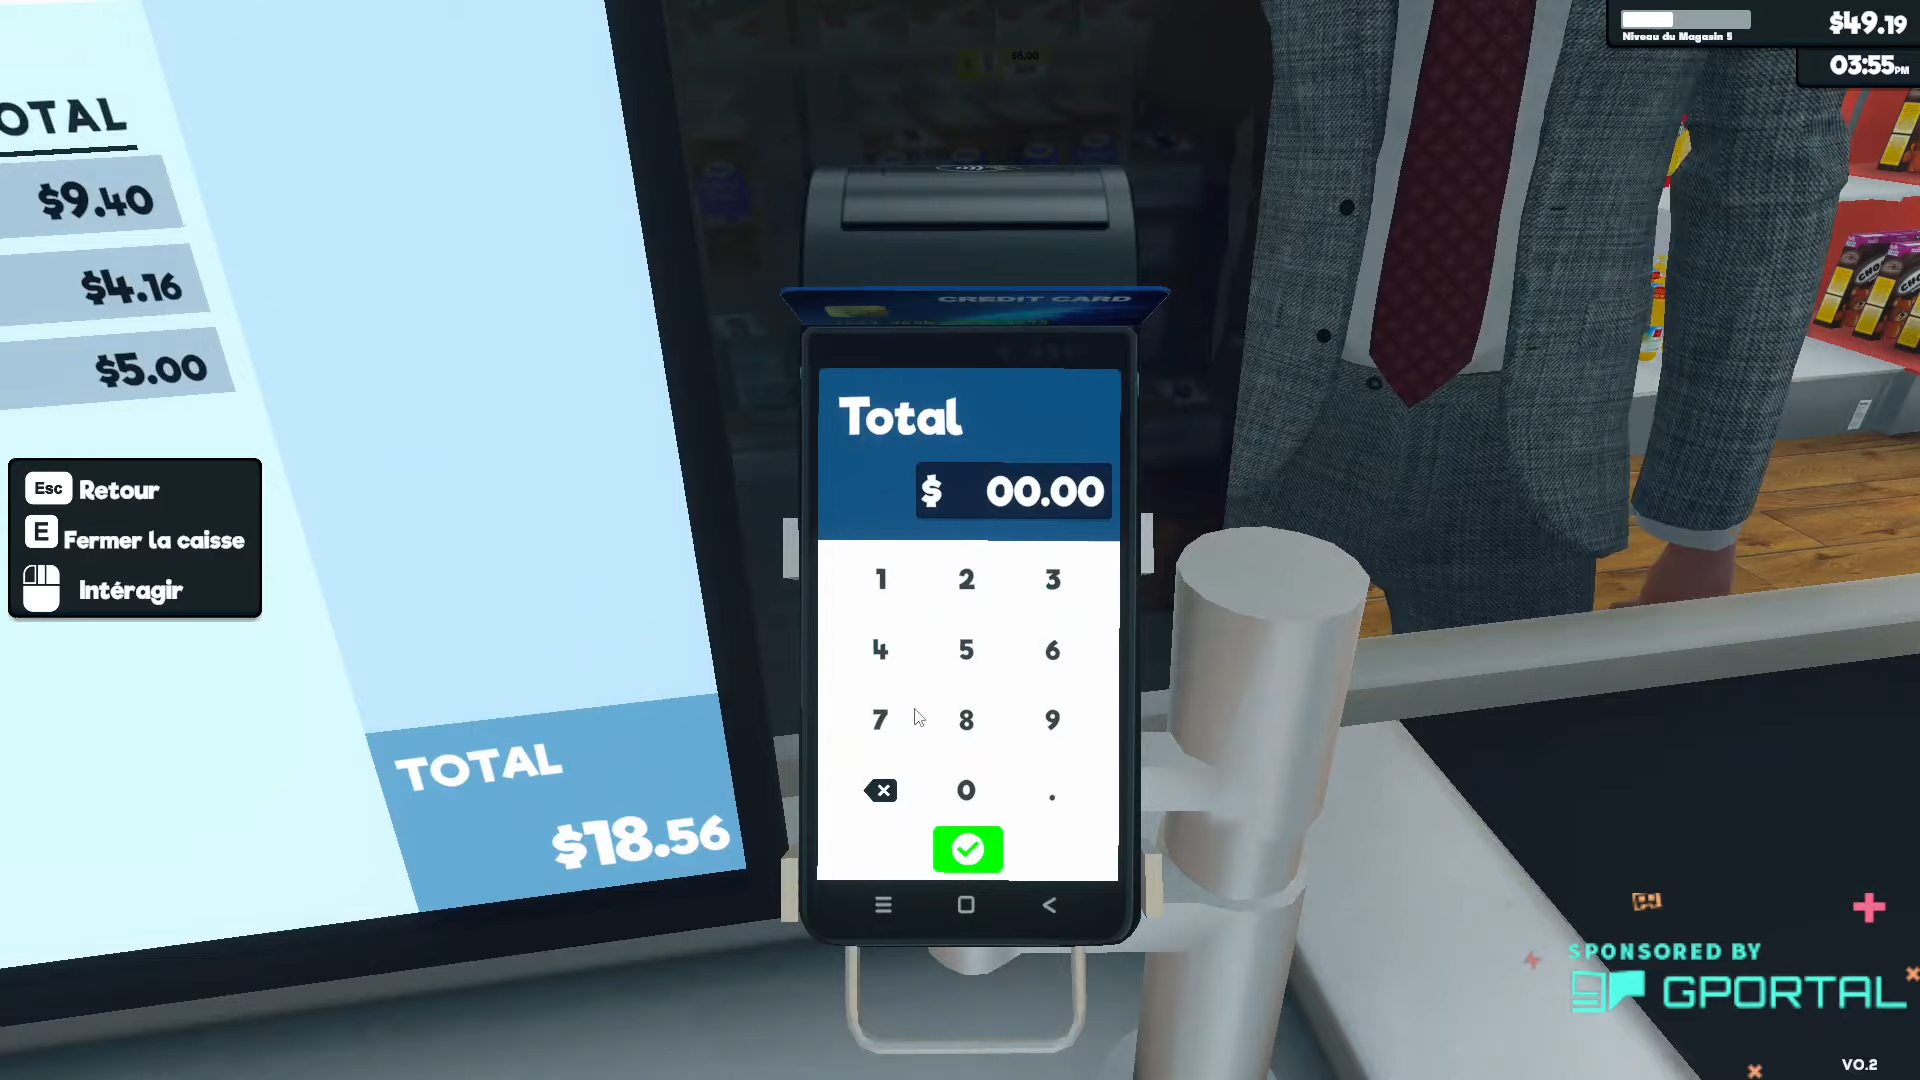 $49.19
Niveau du Magasin 5
03:55PM
$6.00
OTAL
$9.40
$4.16
$5.00
CREDIT CARD
Total
$ 00.00
Esc Retour
E Fermer la caisse
Intéragir
1 2 3
4 5 6
7 8 9
0 .
TOTAL
$18.56
SPONSORED BY
GPORTAL
V0.2